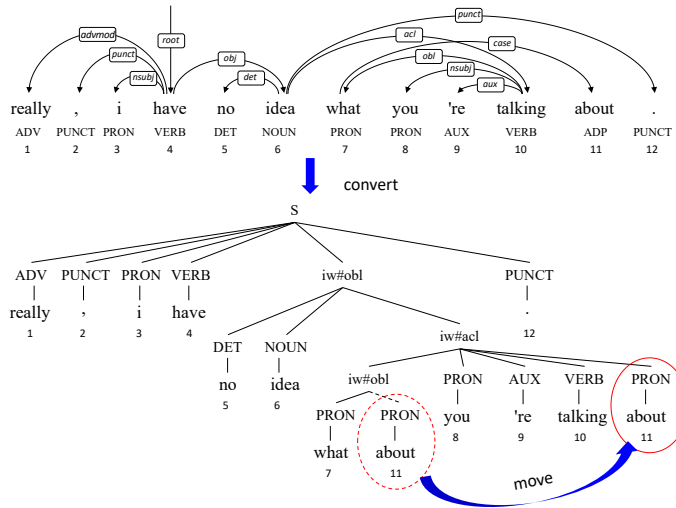 advmod root punct
punct obj acl case
nsubj det obl nsubj aux
really , i have no idea what you 're talking about .
ADV PUNCT PRON VERB DET NOUN PRON PRON AUX VERB ADP PUNCT
1 2 3 4 5 6 7 8 9 10 11 12
convert
S
ADV PUNCT PRON VERB iw#obl PUNCT
really , i have .
1 2 3 4 12
DET NOUN iw#acl
no idea
5 6
iw#obl PRON AUX VERB PRON
you 're talking about
8 9 10 11
PRON PRON
what about
7 11
move